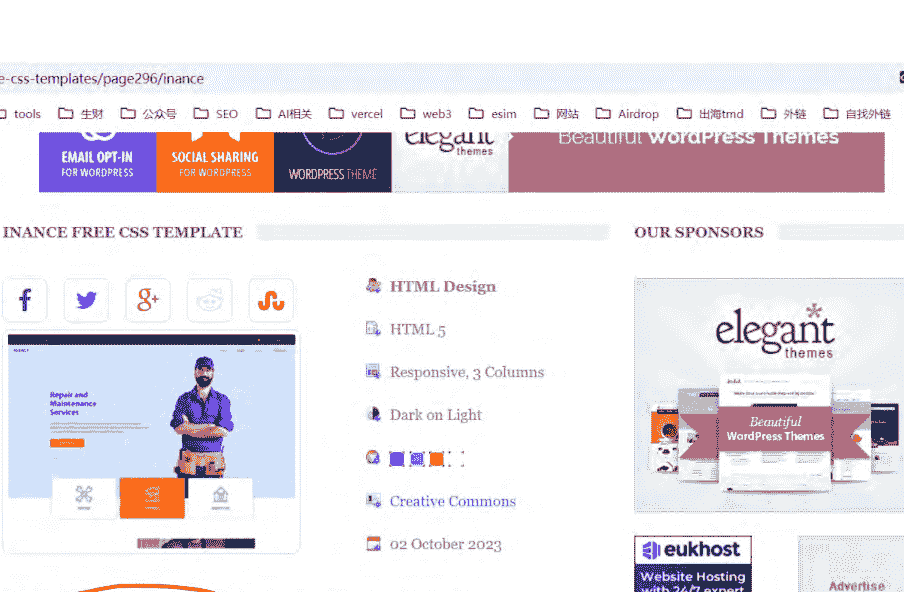 e-css-templates/page296/inance
tools 生财 公众号 SEO AI相关 vercel web3 esim 网站 Airdrop 出海tmd 外链 自找外链
EMAIL OPT-IN
FOR WORDPRESS
SOCIAL SHARING
FOR WORDPRESS
WORDPRESS THEME
elegant
themes
Beautiful WordPress Themes
INANCE FREE CSS TEMPLATE
OUR SPONSORS
HTML Design
HTML 5
Responsive, 3 Columns
Dark on Light
Creative Commons
02 October 2023
Repair and
Maintenance
Services
elegant
themes
Beautiful
WordPress Themes
eukhost
Website Hosting
with 24/7 expert
Advertise